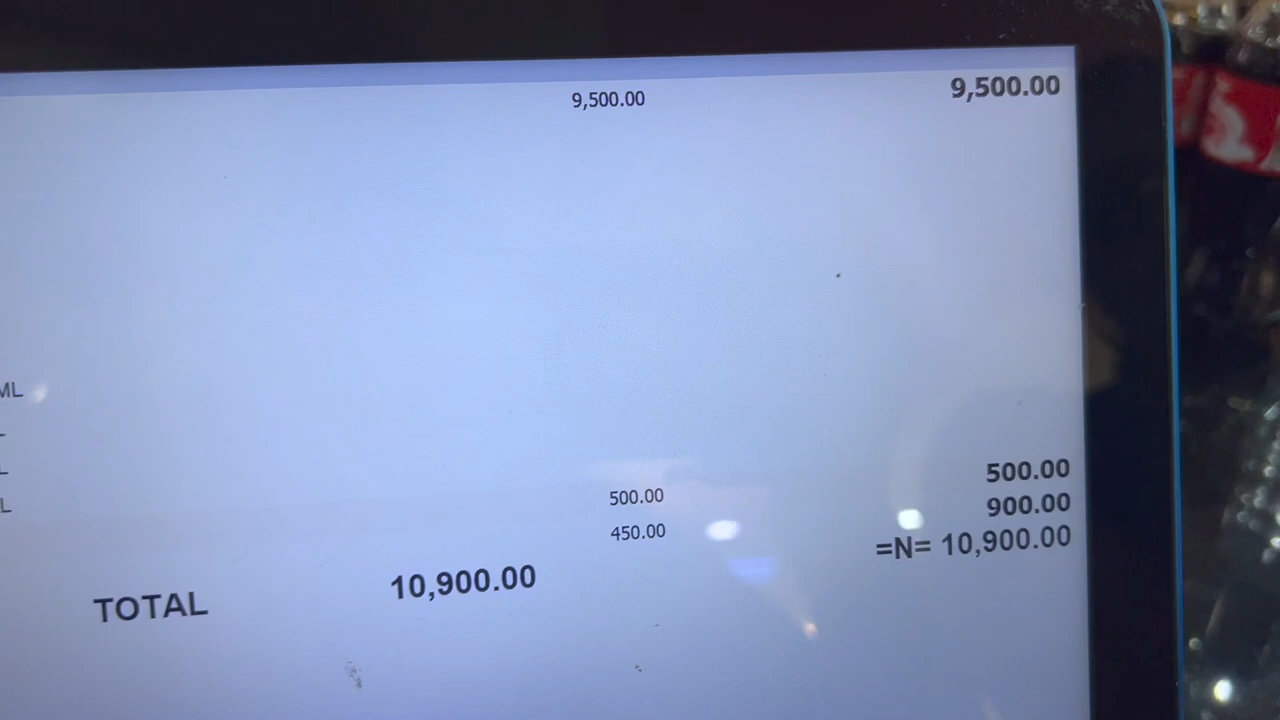 9,500.00 9,500.00
ML
L
L
500.00 500.00
450.00 900.00
=N= 10,900.00
TOTAL 10,900.00